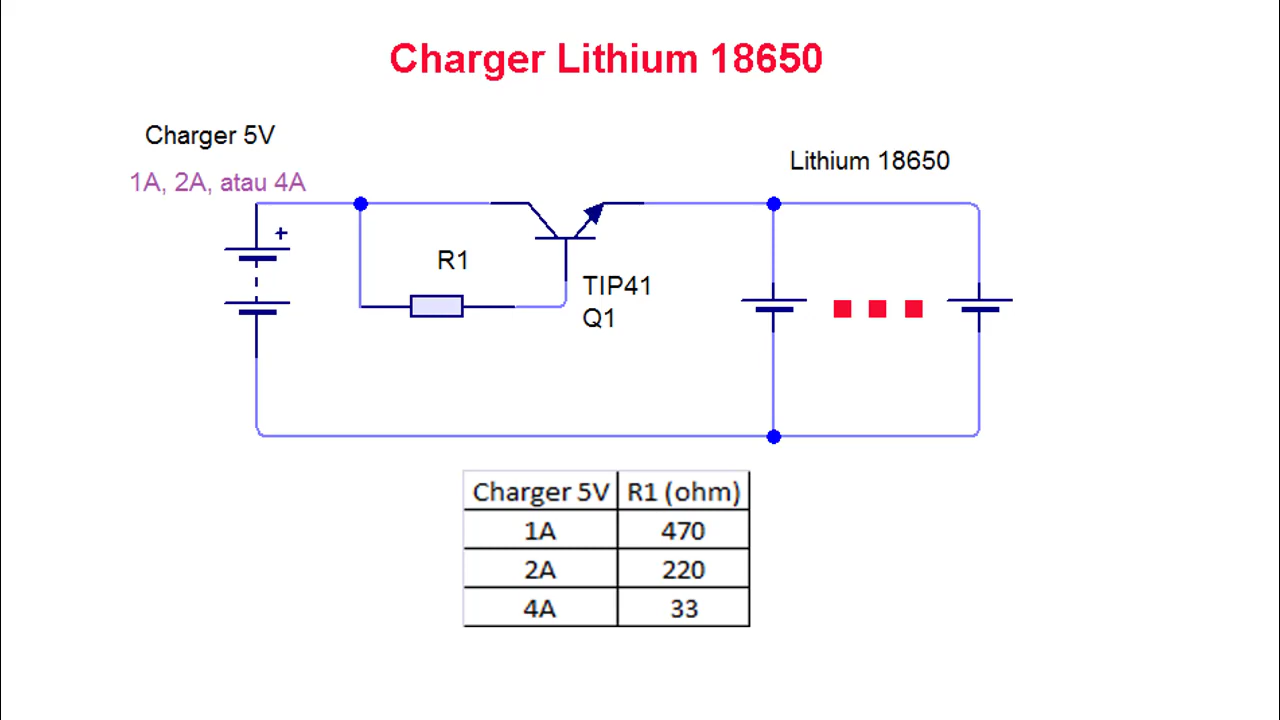 Charger Lithium 18650
Charger 5V
1A, 2A, atau 4A
Lithium 18650
+
R1
TIP41
Q1
Charger 5V R1 (ohm)
1A 470
2A 220
4A 33